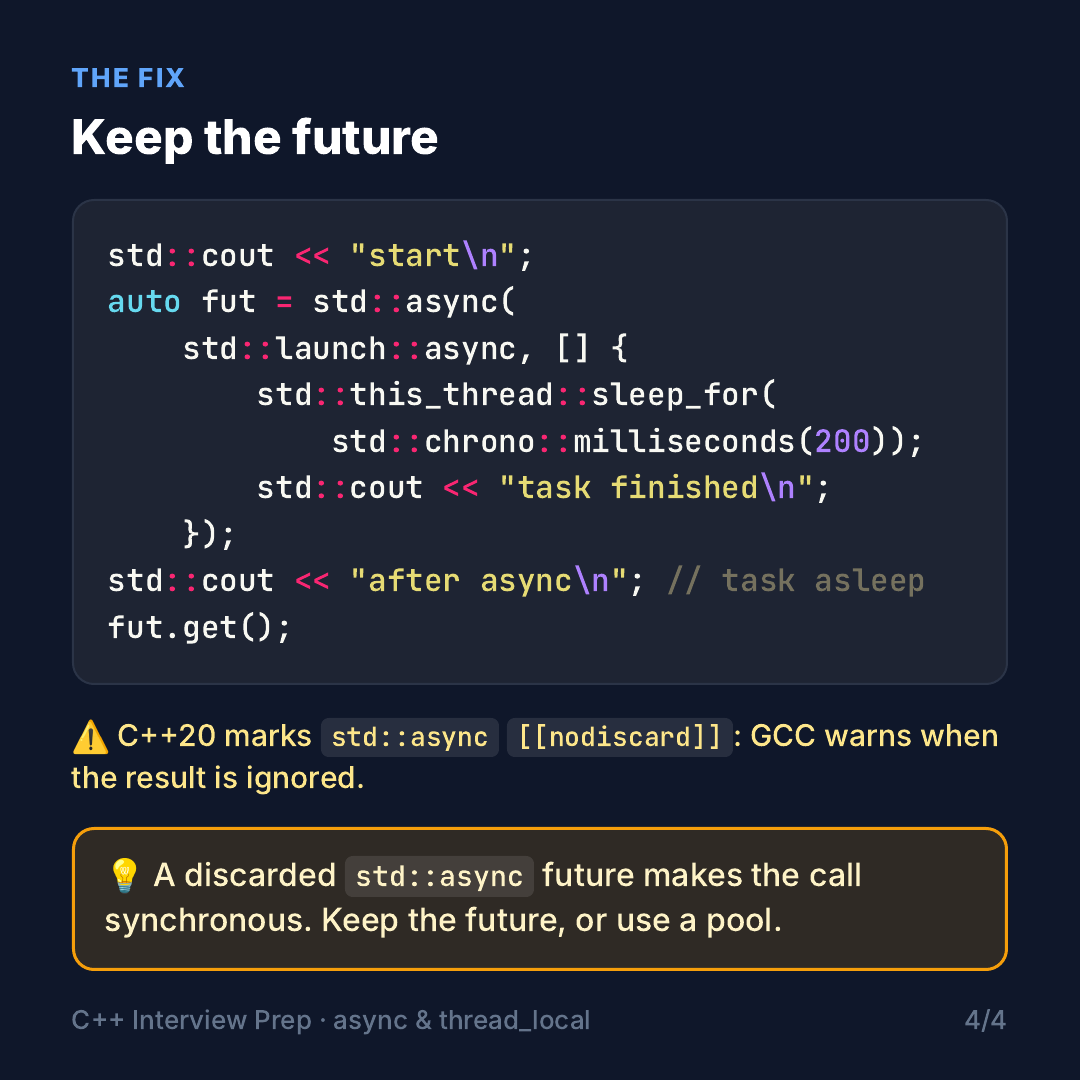 THE FIX
Keep the future
std::cout << "start\n";
auto fut = std::async(
    std::launch::async, [] {
        std::this_thread::sleep_for(
            std::chrono::milliseconds(200));
        std::cout << "task finished\n";
    });
std::cout << "after async\n"; // task asleep
fut.get();
⚠️ C++20 marks std::async [[nodiscard]]: GCC warns when
the result is ignored.
💡 A discarded std::async future makes the call
synchronous. Keep the future, or use a pool.
C++ Interview Prep · async & thread_local
4/4